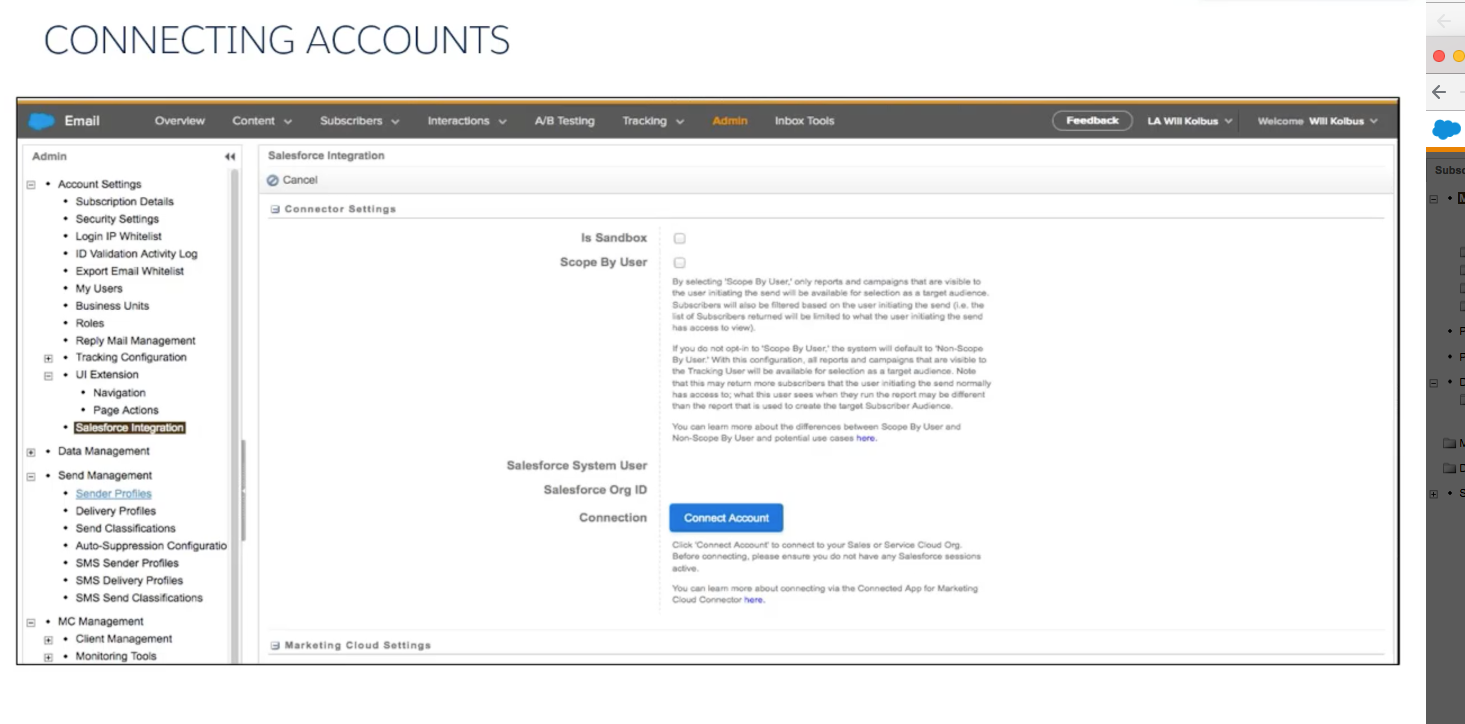 CONNECTING ACCOUNTS
Email Overview Content Subscribers Interactions A/B Testing Tracking Admin Inbox Tools Feedback LA Will Kolbus Welcome Will Kolbus
Admin
Account Settings
Subscription Details
Security Settings
Login IP Whitelist
ID Validation Activity Log
Export Email Whitelist
My Users
Business Units
Roles
Reply Mail Management
Tracking Configuration
UI Extension
Navigation
Page Actions
Salesforce Integration
Data Management
Send Management
Sender Profiles
Delivery Profiles
Send Classifications
Auto-Suppression Configuratio
SMS Sender Profiles
SMS Delivery Profiles
SMS Send Classifications
MC Management
Client Management
Monitoring Tools
Salesforce Integration
Cancel
Connector Settings
Is Sandbox
Scope By User
By selecting 'Scope By User,' only reports and campaigns that are visible to
the user initiating the send will be available for selection as a target audience.
Subscribers will also be filtered based on the user initiating the send (i.e. the
list of Subscribers returned will be limited to what the user initiating the send
has access to view).
If you do not opt-in to 'Scope By User,' the system will default to 'Non-Scope
By User.' With this configuration, all reports and campaigns that are visible to
the Tracking User will be available for selection as a target audience. Note
that this may return more subscribers that the user initiating the send normally
has access to; what this user sees when they run the report may be different
than the report that is used to create the target Subscriber Audience.
You can learn more about the differences between Scope By User and
Non-Scope By User and potential use cases here.
Salesforce System User
Salesforce Org ID
Connection Connect Account
Click 'Connect Account' to connect to your Sales or Service Cloud Org.
Before connecting, please ensure you do not have any Salesforce sessions
active.
You can learn more about connecting via the Connected App for Marketing
Cloud Connector here.
Marketing Cloud Settings
Subsc